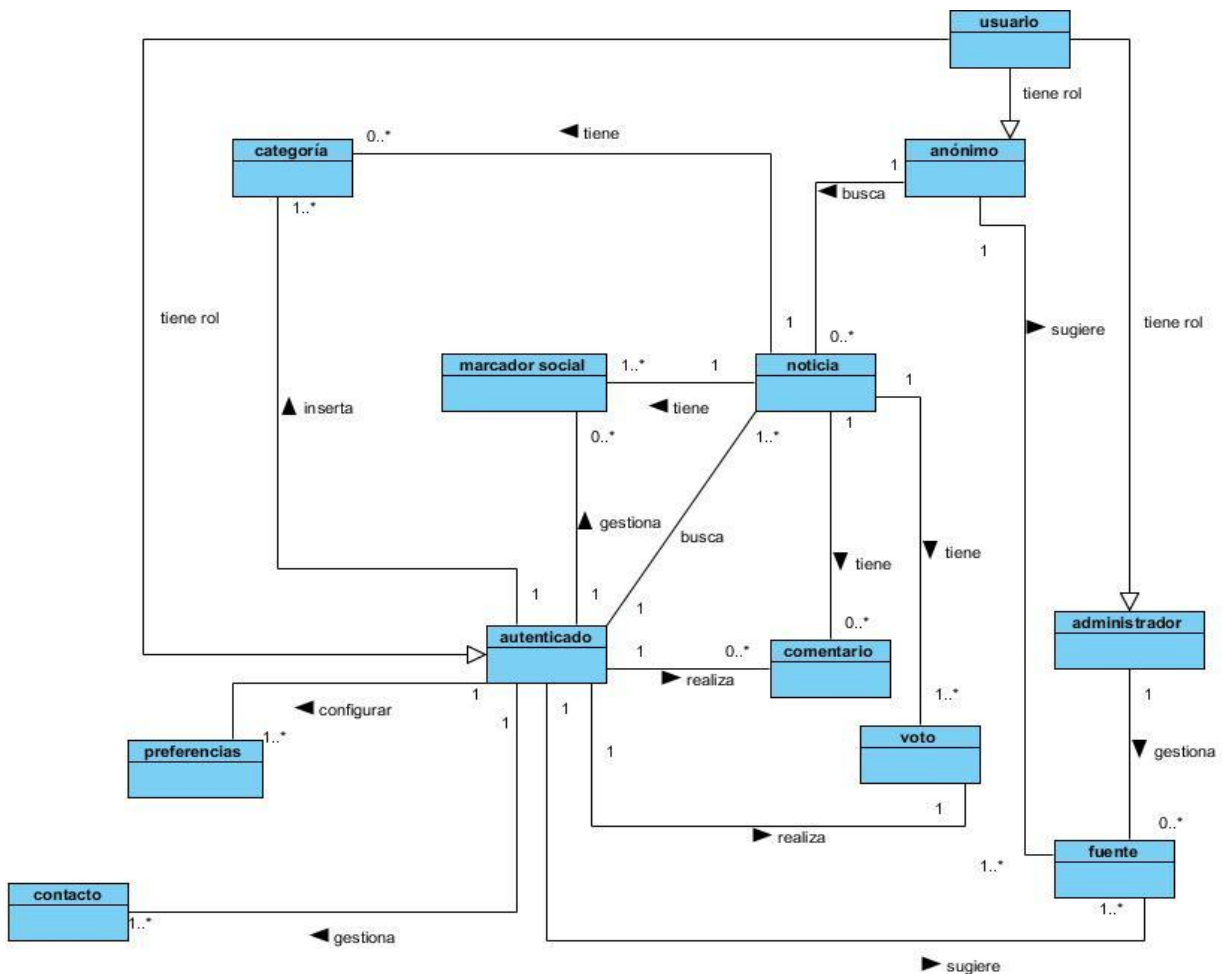 usuario
tiene rol
0..*
tiene
categoría
anónimo
1
busca
1..*
1
tiene rol
1
0..*
sugiere
tiene rol
marcador social
1..*
1
noticia
1
inserta
tiene
1
0..*
1..*
gestiona
busca
tiene
tiene
1
1
1
0..*
administrador
autenticado
1
0..*
comentario
realiza
1
1
configurar
1
1
1..*
gestiona
preferencias
1..*
1
voto
1
0..*
realiza
fuente
1..*
contacto
1..*
1..*
gestiona
sugiere